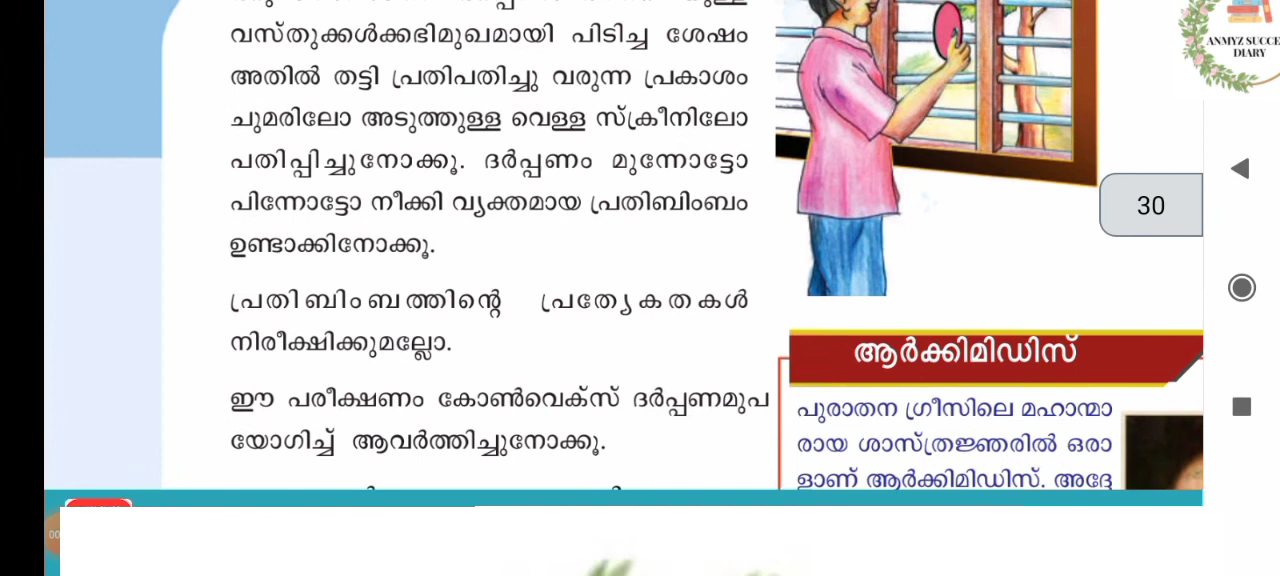 വസ്തുക്കൾക്കഭിമുഖമായി പിടിച്ച ശേഷം
അതിൽ തട്ടി പ്രതിപതിച്ചു വരുന്ന പ്രകാശം
ചുമരിലോ അടുത്തുള്ള വെള്ള സ്ക്രീനിലോ
പതിപ്പിച്ചുനോക്കൂ. ദർപ്പണം മുന്നോട്ടോ
പിന്നോട്ടോ നീക്കി വ്യക്തമായ പ്രതിബിംബം
ഉണ്ടാക്കിനോക്കൂ.
പ്രതിബിംബത്തിന്റെ പ്രത്യേകതകൾ
നിരീക്ഷിക്കുമല്ലോ.
ഈ പരീക്ഷണം കോൺവെക്സ് ദർപ്പണമുപ
യോഗിച്ച് ആവർത്തിച്ചുനോക്കൂ.
ANMYZ SUCCE
DIARY
30
ആർക്കിമിഡിസ്
പുരാതന ഗ്രീസിലെ മഹാന്മാ
രായ ശാസ്ത്രജ്ഞരിൽ ഒരാ
ളാണ് ആർക്കിമിഡിസ്. അദ്ദേ